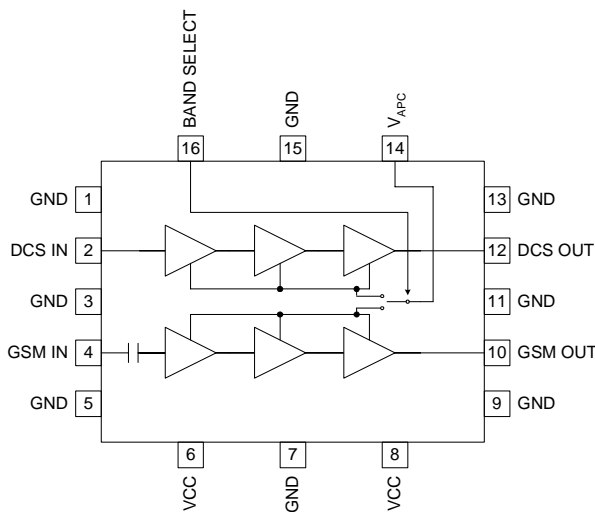 BAND SELECT
GND
VAPC
16
15
14
GND 1
13 GND
DCS IN 2
12 DCS OUT
GND 3
11 GND
GSM IN 4
10 GSM OUT
GND 5
9 GND
6
7
8
VCC
GND
VCC